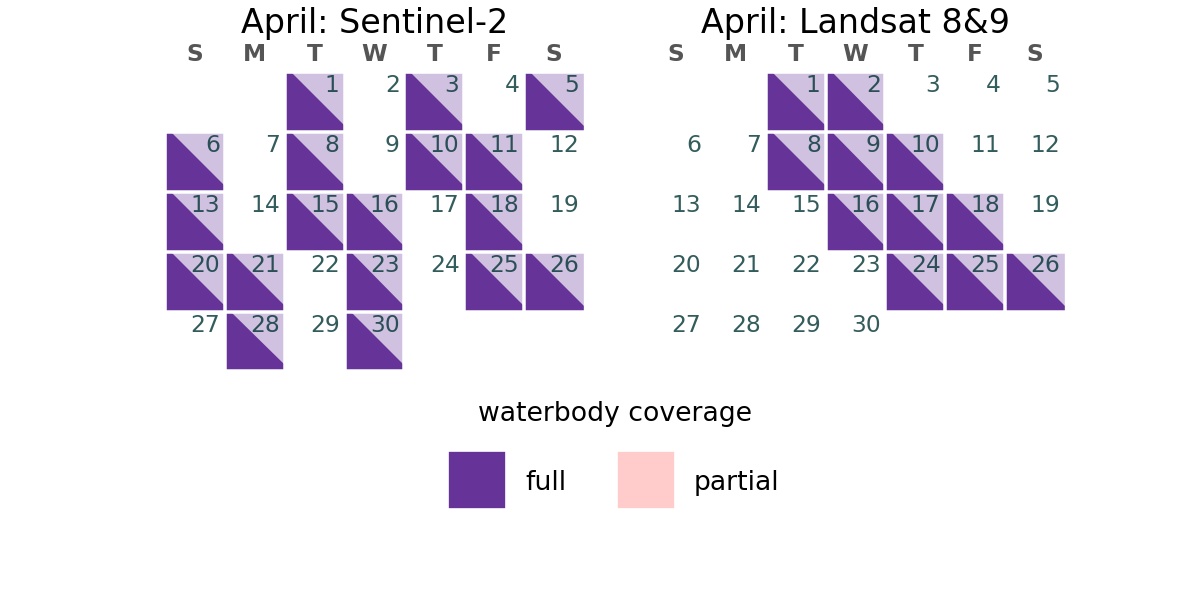 April: Sentinel-2
S M T W T F S
1 2 3 4 5
6 7 8 9 10 11 12
13 14 15 16 17 18 19
20 21 22 23 24 25 26
27 28 29 30
April: Landsat 8&9
S M T W T F S
1 2 3 4 5
6 7 8 9 10 11 12
13 14 15 16 17 18 19
20 21 22 23 24 25 26
27 28 29 30
waterbody coverage
full partial